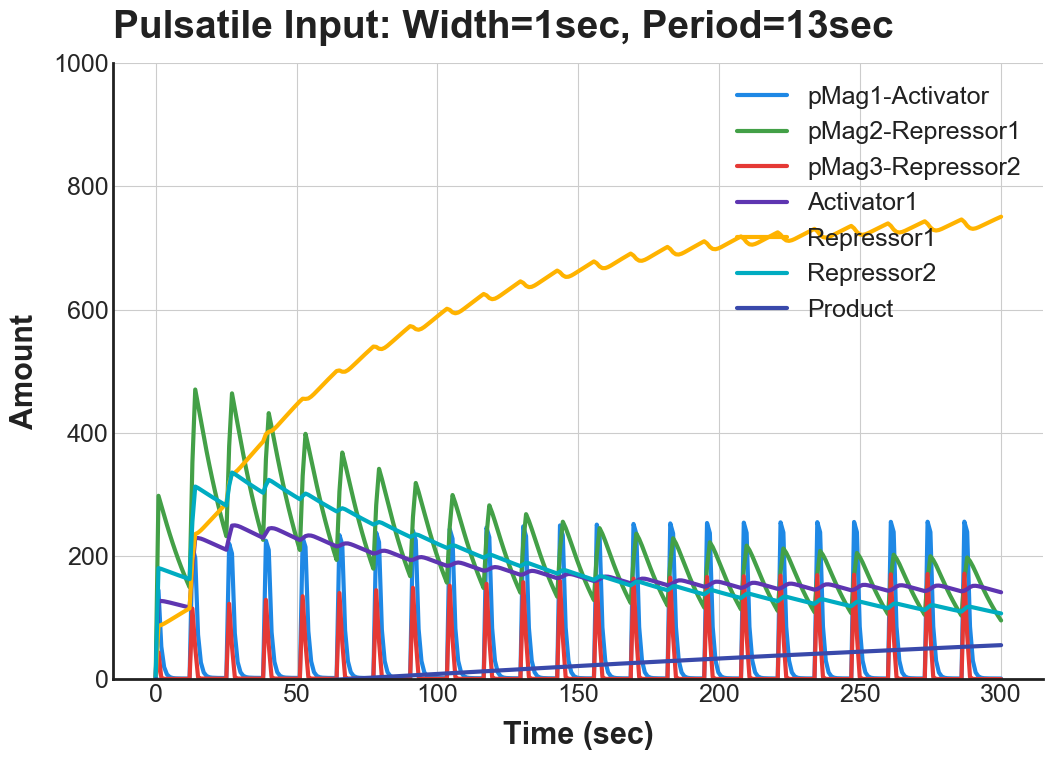 Pulsatile Input: Width=1sec, Period=13sec
1000
800
600
400
200
0
Amount
pMag1-Activator
pMag2-Repressor1
pMag3-Repressor2
Activator1
Repressor1
Repressor2
Product
0 50 100 150 200 250 300
Time (sec)